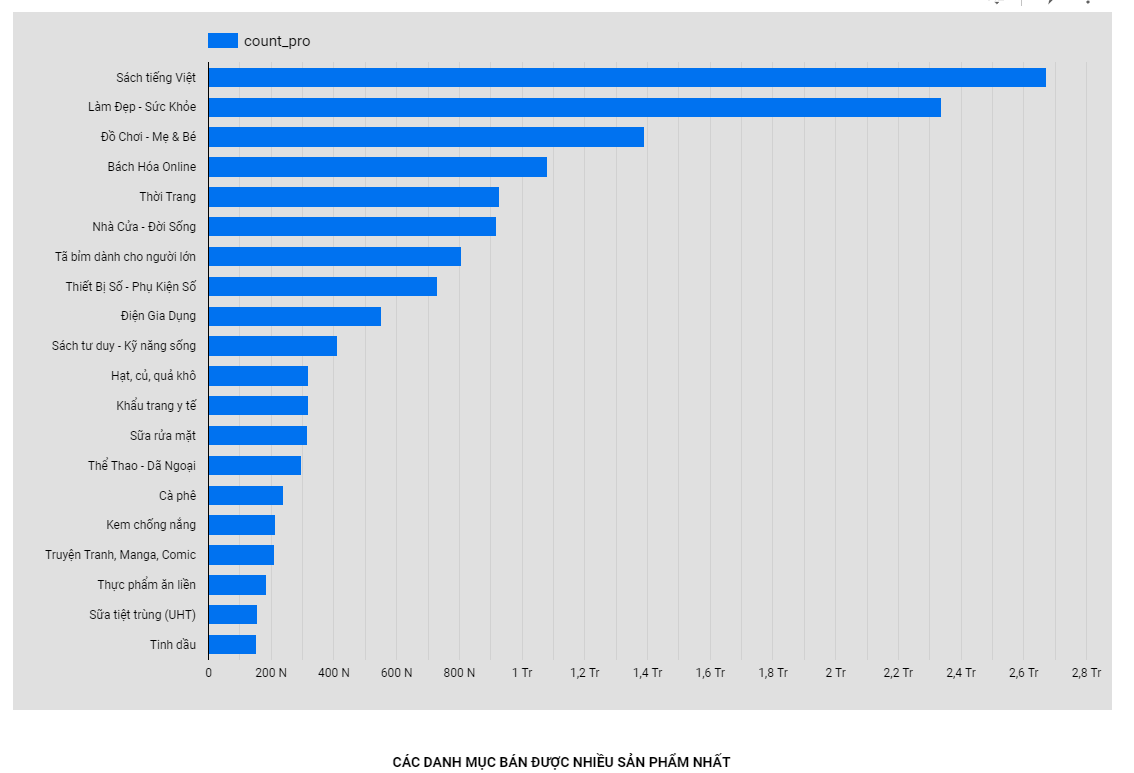 count_pro
Sách tiếng Việt
Làm Đẹp - Sức Khỏe
Đồ Chơi - Mẹ & Bé
Bách Hóa Online
Thời Trang
Nhà Cửa - Đời Sống
Tã bỉm dành cho người lớn
Thiết Bị Số - Phụ Kiện Số
Điện Gia Dụng
Sách tư duy - Kỹ năng sống
Hạt, củ, quả khô
Khẩu trang y tế
Sữa rửa mặt
Thể Thao - Dã Ngoại
Cà phê
Kem chống nắng
Truyện Tranh, Manga, Comic
Thực phẩm ăn liền
Sữa tiệt trùng (UHT)
Tinh dầu
0 200 N 400 N 600 N 800 N 1 Tr 1,2 Tr 1,4 Tr 1,6 Tr 1,8 Tr 2 Tr 2,2 Tr 2,4 Tr 2,6 Tr 2,8 Tr
CÁC DANH MỤC BÁN ĐƯỢC NHIỀU SẢN PHẨM NHẤT